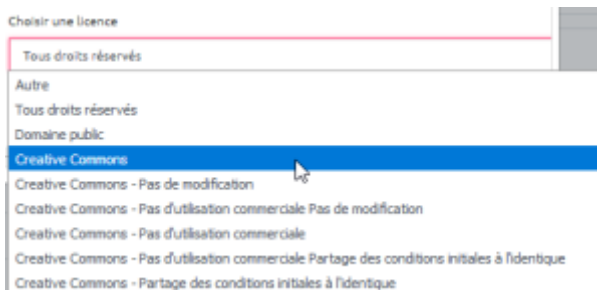 Choisir une licence
Tous droits réservés
Autre
Tous droits réservés
Domaine public
Creative Commons
Creative Commons - Pas de modification
Creative Commons - Pas d'utilisation commerciale Pas de modification
Creative Commons - Pas d'utilisation commerciale
Creative Commons - Pas d'utilisation commerciale Partage des conditions initiales à l'identique
Creative Commons - Partage des conditions initiales à l'identique